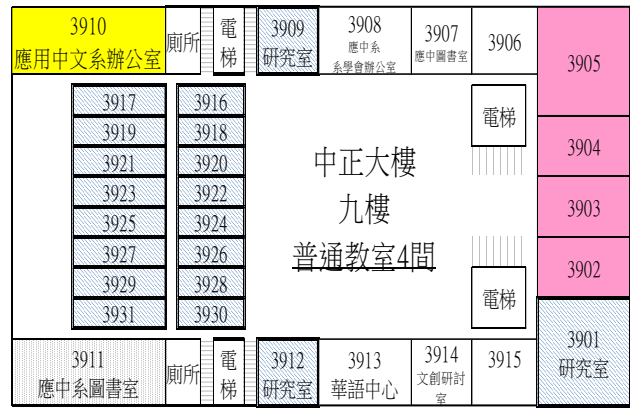 3910
應用中文系辦公室
廁所
電梯
3909
研究室
3908
應中系
系學會辦公室
3907
應中圖書室
3906
3905
3917
3919
3921
3923
3925
3927
3929
3931
3916
3918
3920
3922
3924
3926
3928
3930
中正大樓
九樓
普通教室4間
電梯
電梯
3904
3903
3902
3901
研究室
3911
應中系圖書室
廁所
電梯
3912
研究室
3913
華語中心
3914
文創研討
室
3915